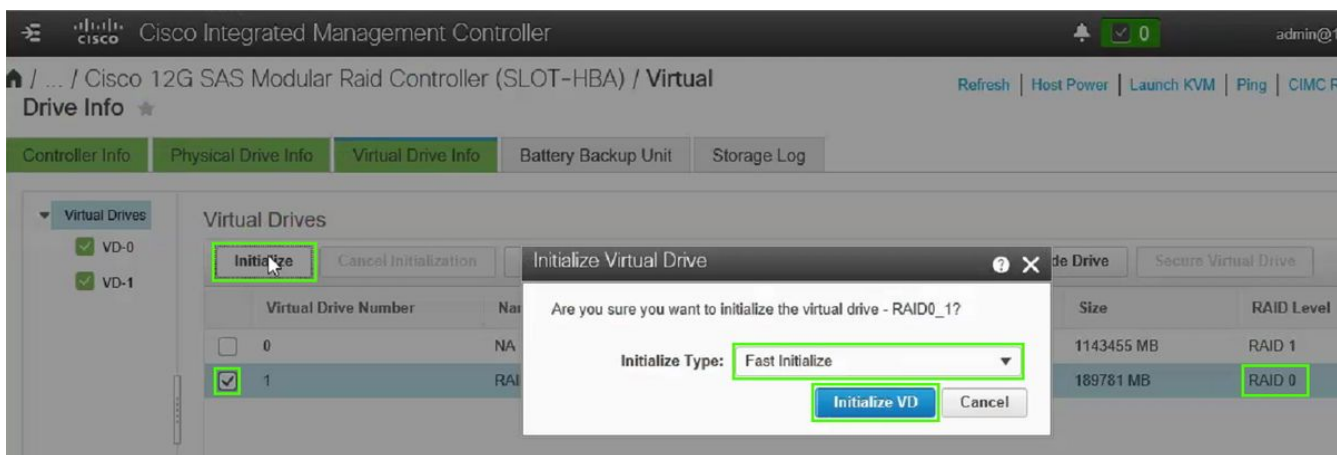 cisco Cisco Integrated Management Controller 0 admin@1
/ ... / Cisco 12G SAS Modular Raid Controller (SLOT-HBA) / Virtual
Drive Info
Refresh | Host Power | Launch KVM | Ping | CIMC R
Controller Info Physical Drive Info Virtual Drive Info Battery Backup Unit Storage Log
Virtual Drives
VD-0
VD-1
Virtual Drives
Initialize Cancel Initialization de Drive Secure Virtual Drive
Virtual Drive Number Nar Size RAID Level
0 NA 1143455 MB RAID 1
1 RAI 189781 MB RAID 0
Initialize Virtual Drive
Are you sure you want to initialize the virtual drive - RAID0_1?
Initialize Type: Fast Initialize
Initialize VD Cancel